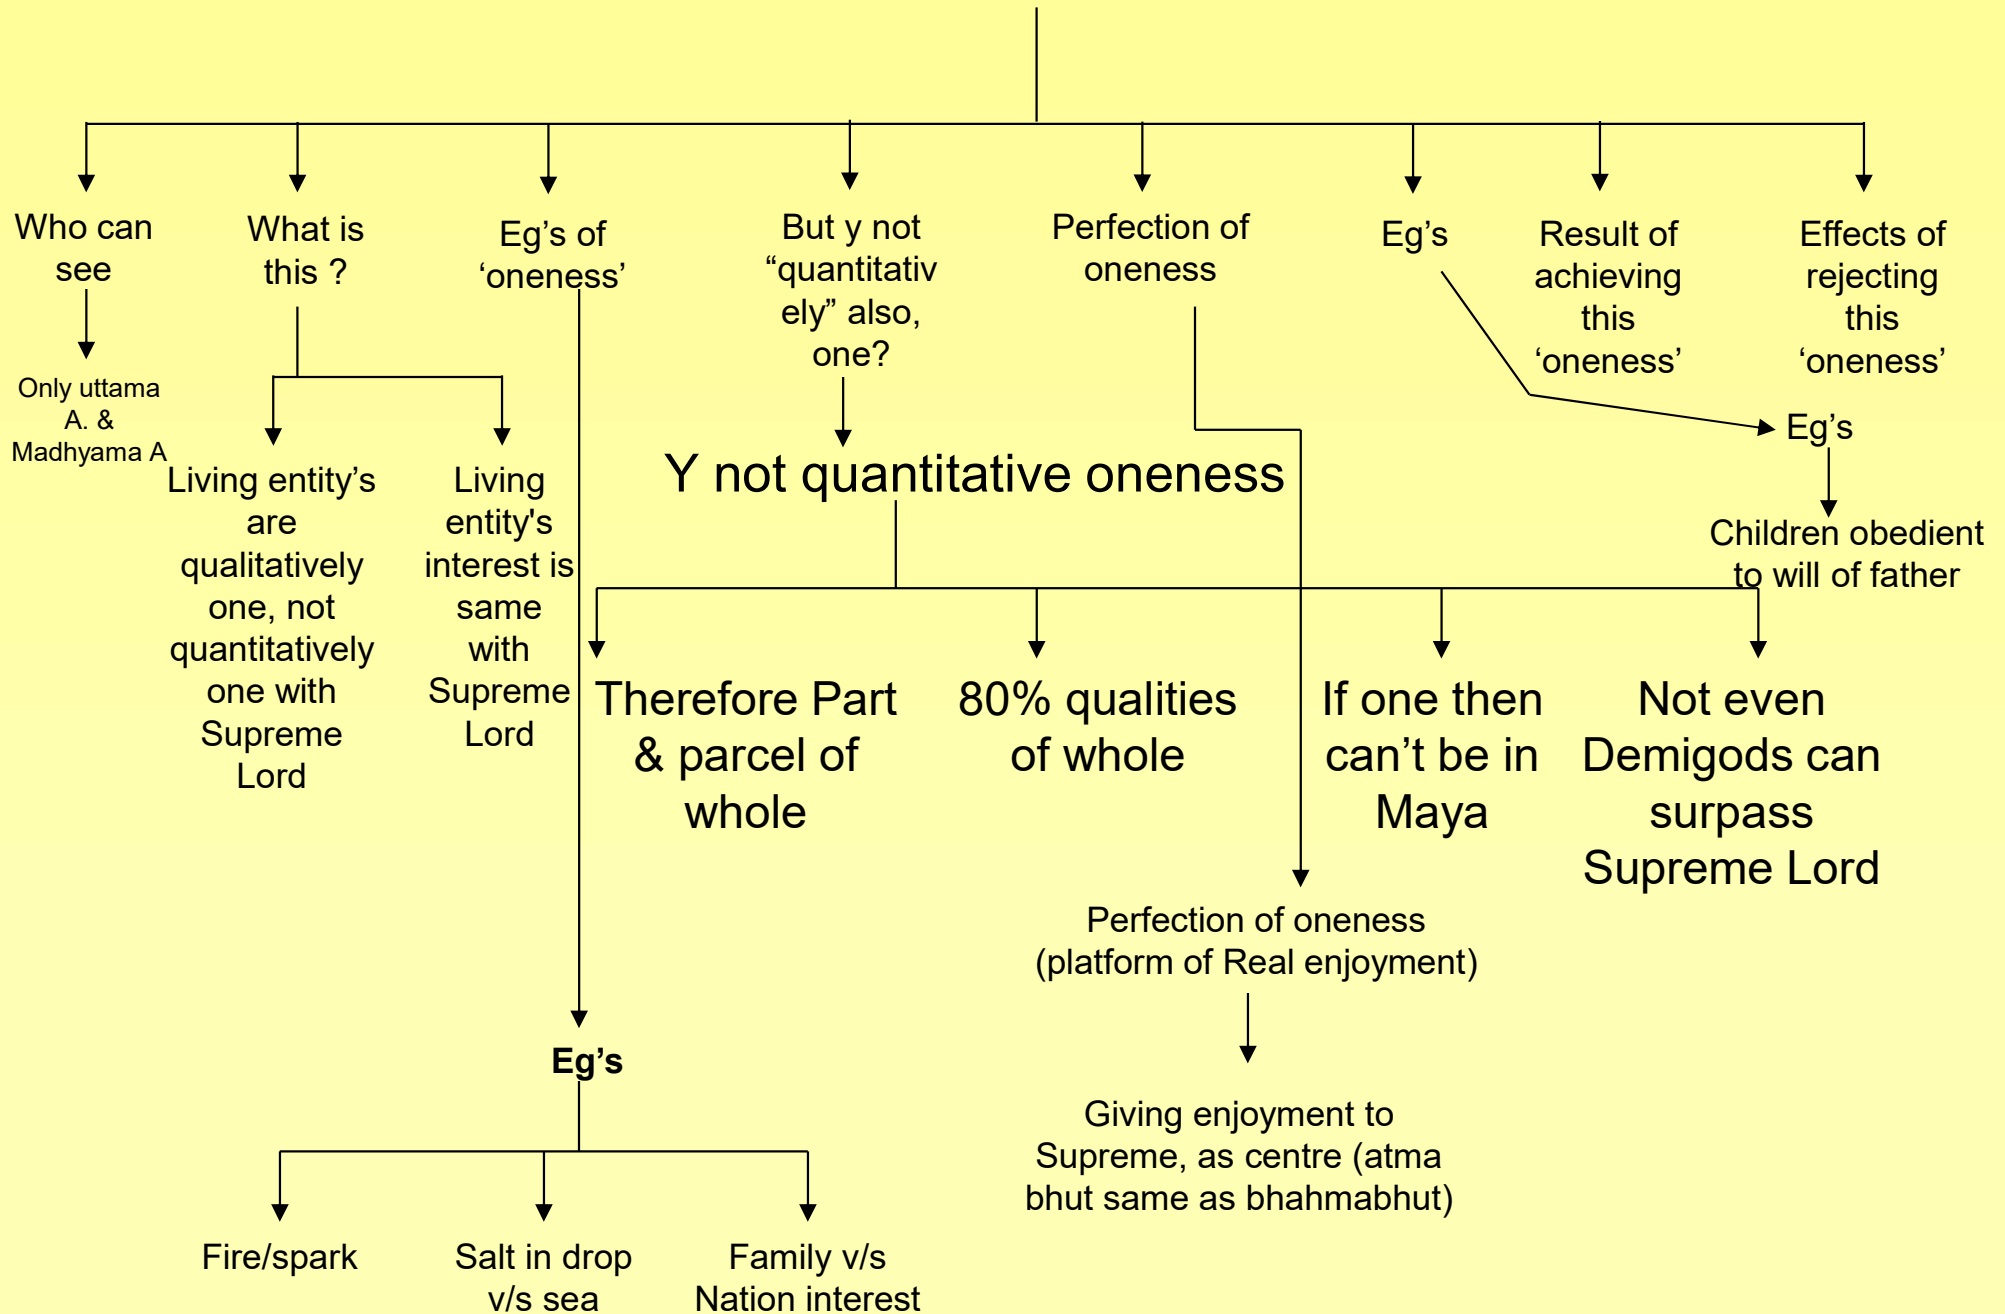 Who can
see
Only uttama
A. &
Madhyama A
What is
this ?
Living entity’s
are
qualitatively
one, not
quantitatively
one with
Supreme
Lord
Living
entity's
interest is
same
with
Supreme
Lord
Eg’s of
‘oneness’
Eg’s
Fire/spark
Salt in drop
v/s sea
Family v/s
Nation interest
But y not
“quantitativ
ely” also,
one?
Y not quantitative oneness
Therefore Part
& parcel of
whole
80% qualities
of whole
If one then
can’t be in
Maya
Not even
Demigods can
surpass
Supreme Lord
Perfection of
oneness
Perfection of oneness
(platform of Real enjoyment)
Giving enjoyment to
Supreme, as centre (atma
bhut same as bhahmabhut)
Eg’s
Eg’s
Children obedient
to will of father
Result of
achieving
this
‘oneness’
Effects of
rejecting
this
‘oneness’